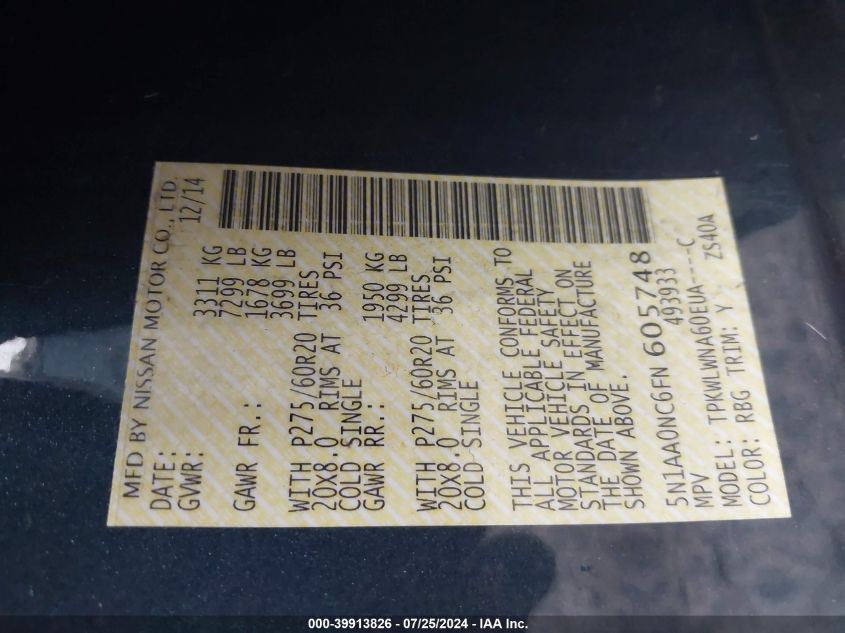 MFD BY NISSAN MOTOR CO., LTD.
DATE: 12/14
GVWR: 3311 KG
7299 LB
GAWR FR.: 1678 KG
3699 LB
WITH P275/60R20 TIRES
20X8.0 RIMS AT 36 PSI
COLD SINGLE
GAWR RR.: 1950 KG
4299 LB
WITH P275/60R20 TIRES
20X8.0 RIMS AT 36 PSI
COLD SINGLE
THIS VEHICLE CONFORMS TO
ALL APPLICABLE FEDERAL
MOTOR VEHICLE SAFETY
STANDARDS IN EFFECT ON
THE DATE OF MANUFACTURE
SHOWN ABOVE.
5N1AA0NC6FN 605748
MPV 493933
MODEL: TPKWLWNA60EUA----C
COLOR: RBG TRIM: Y ZS40A
000-39913826 / 07/25/2024 - IAA Inc.